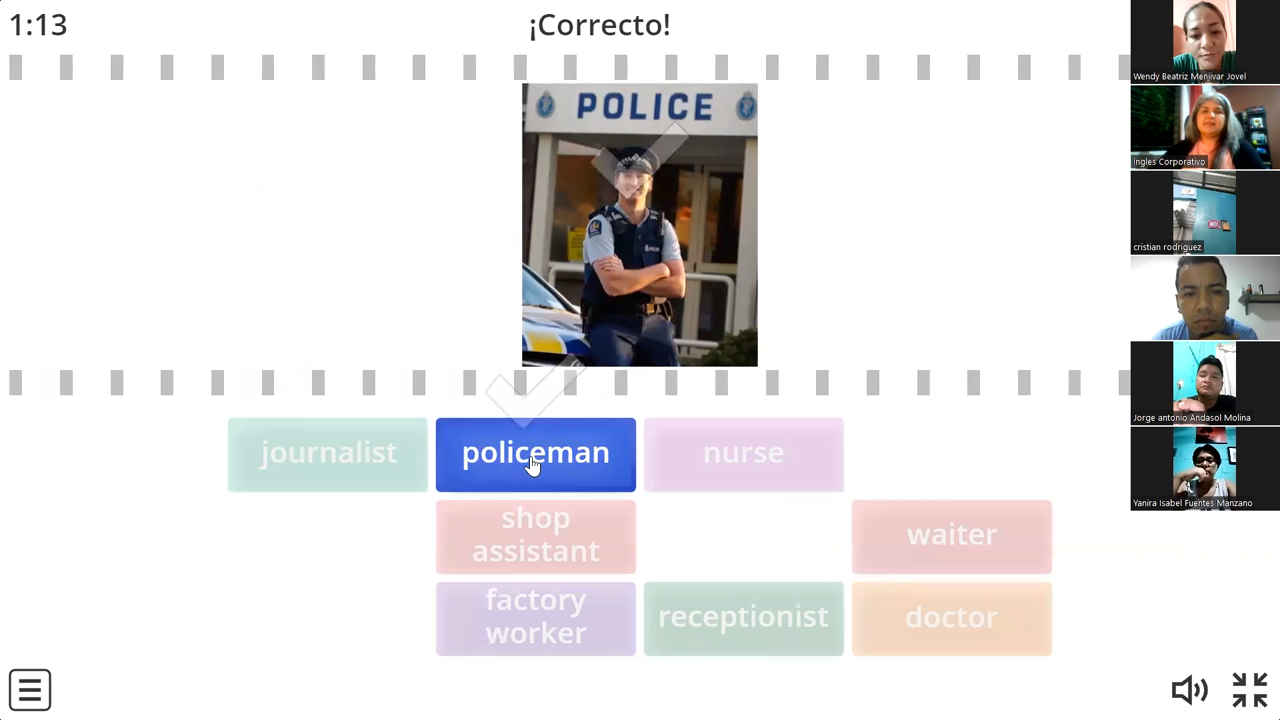 1:13
¡Correcto!
POLICE
journalist
policeman
nurse
shop
assistant
waiter
factory
worker
receptionist
doctor
Wendy Beatriz Menjivar Jovel
Ingles Corporativo
cristian rodriguez
Jorge antonio Andasol Molina
Yanira Isabel Fuentes Manzano